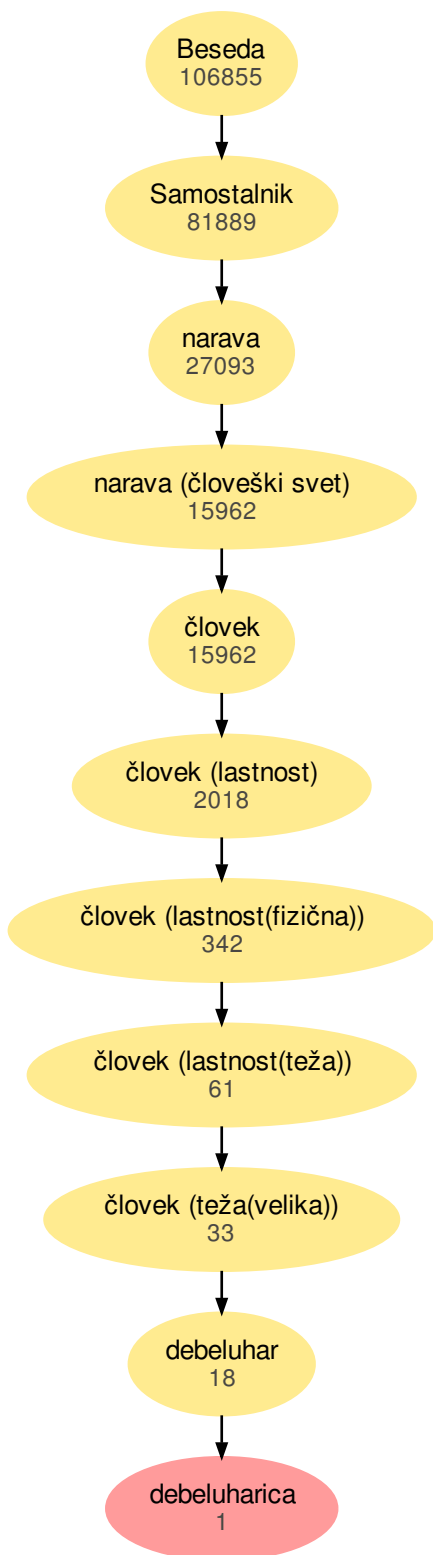 Beseda
106855
Samostalnik
81889
narava
27093
narava (človeški svet)
15962
človek
15962
človek (lastnost)
2018
človek (lastnost(fizična))
342
človek (lastnost(teža))
61
človek (teža(velika))
33
debeluhar
18
debeluharica
1